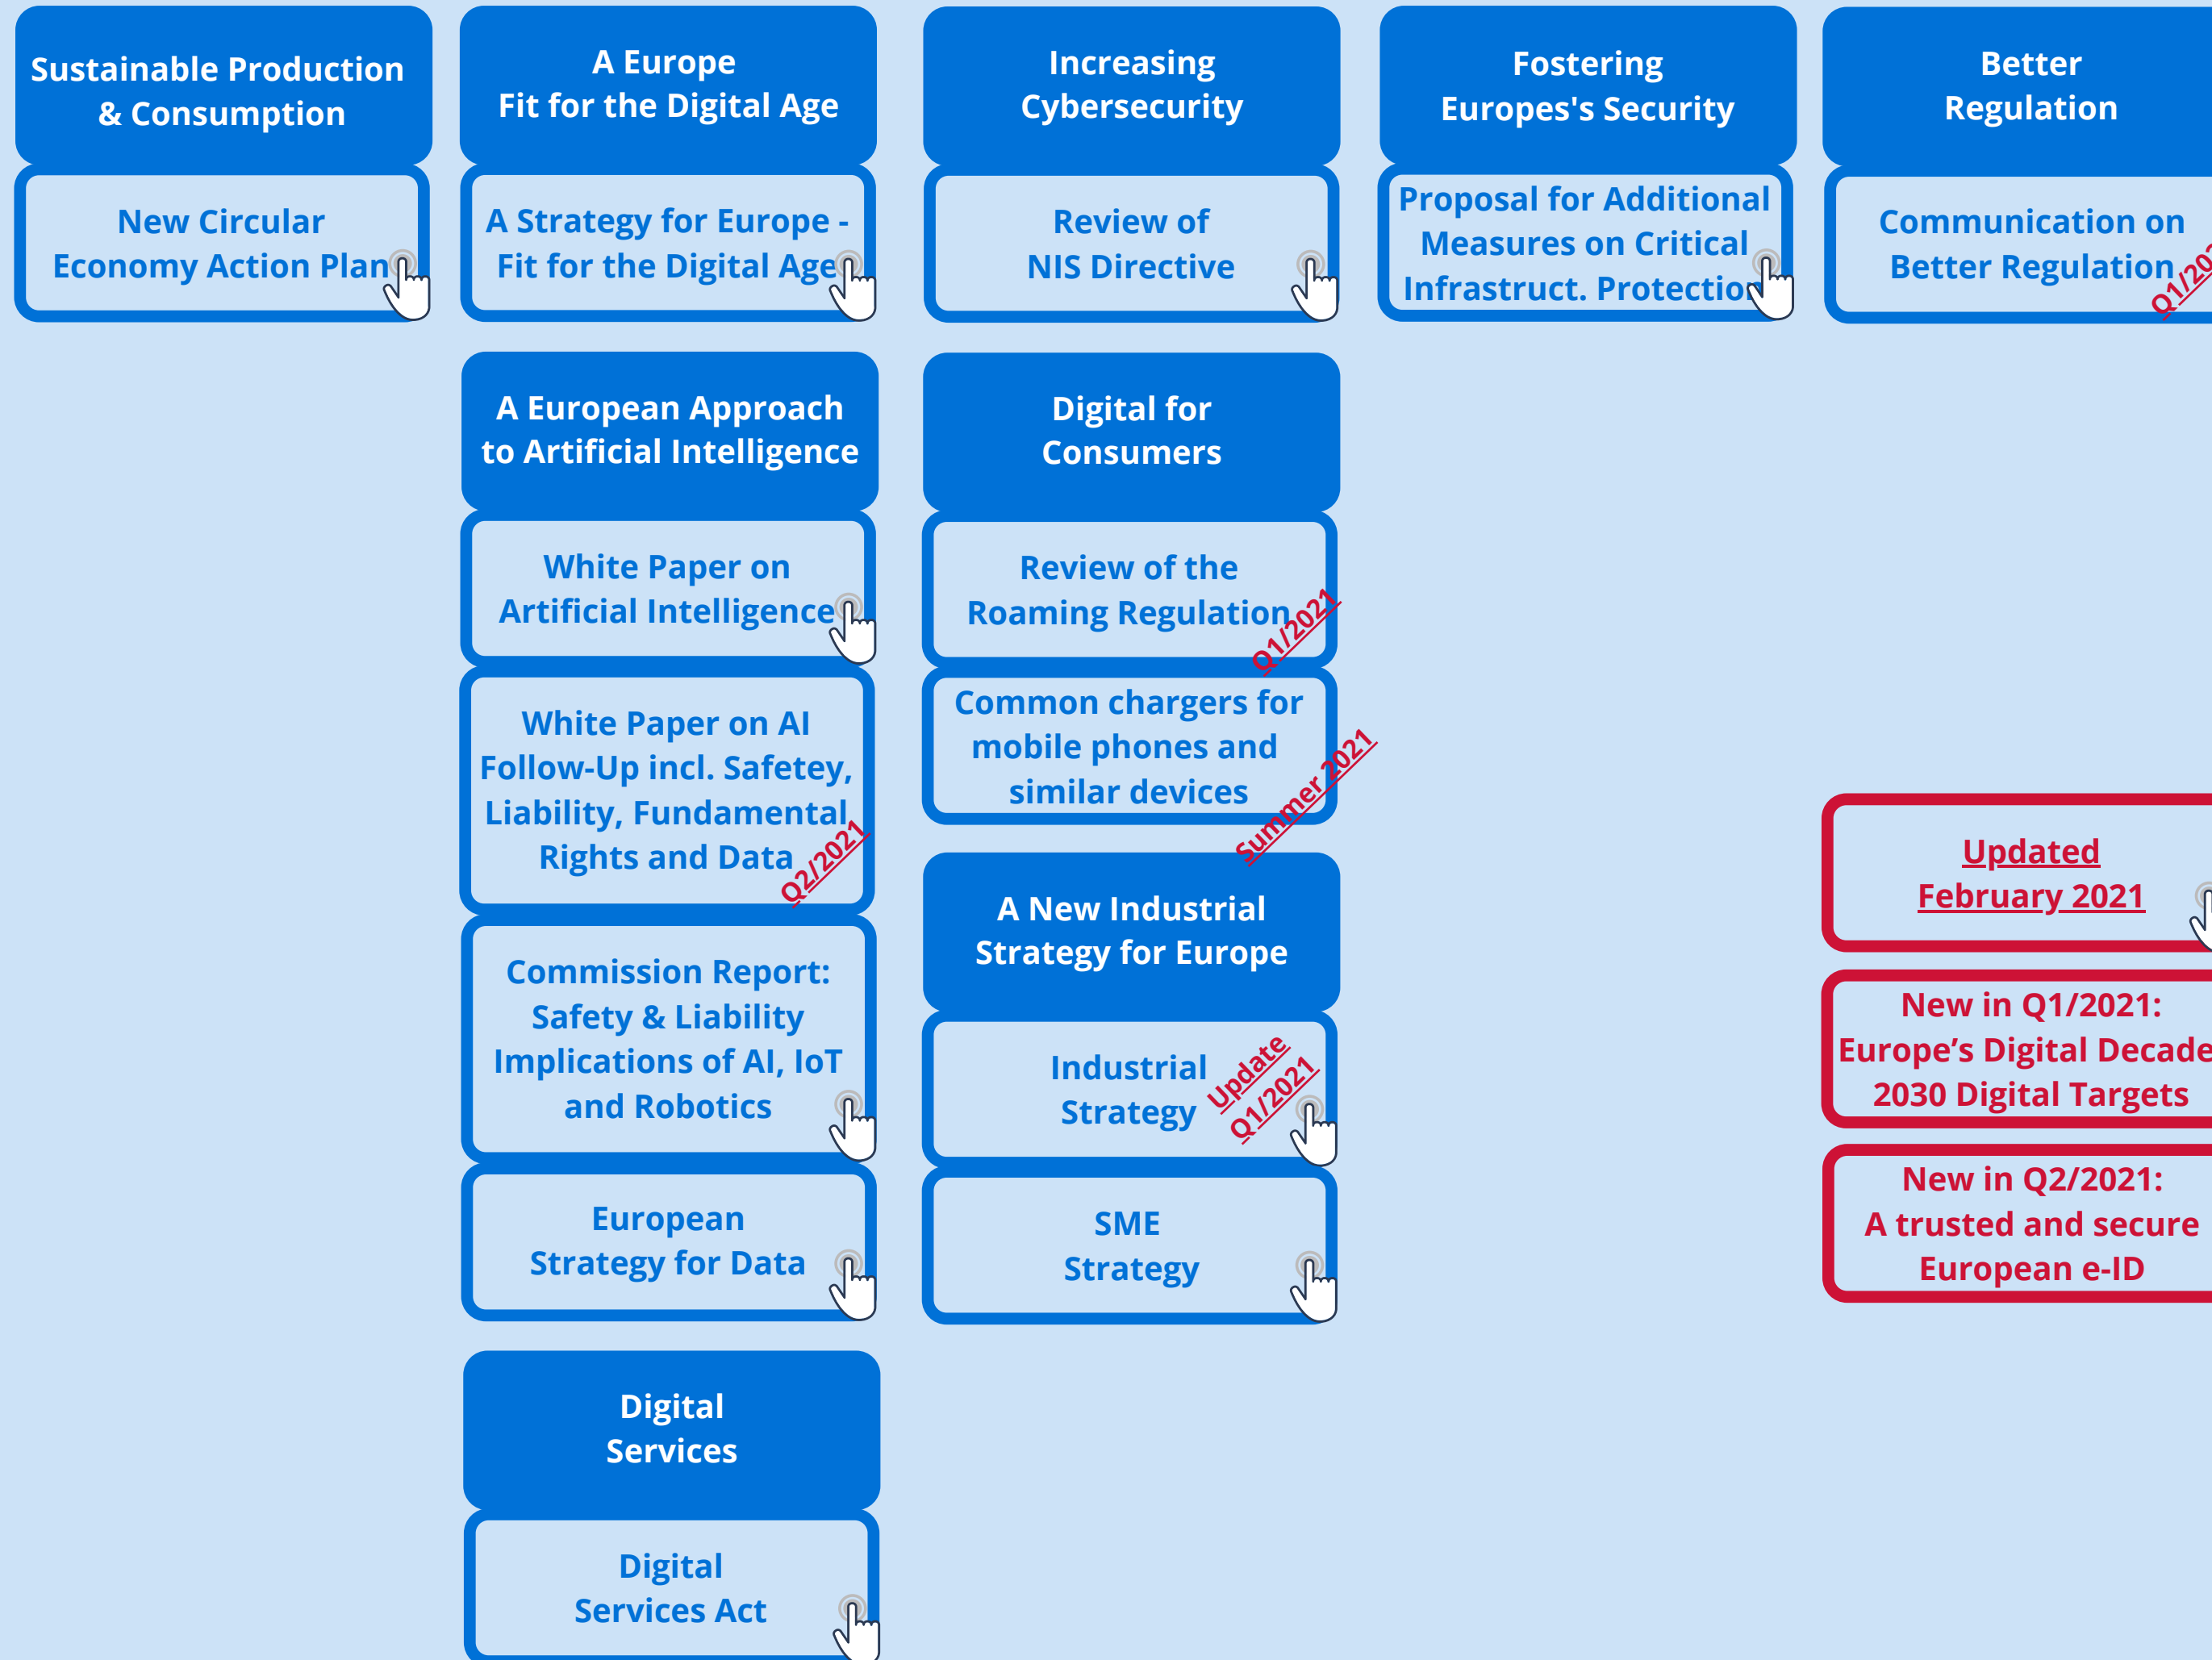 Sustainable Production
& Consumption
New Circular
Economy Action Plan
A Europe
Fit for the Digital Age
A Strategy for Europe -
Fit for the Digital Age
A European Approach
to Artificial Intelligence
White Paper on
Artificial Intelligence
White Paper on AI
Follow-Up incl. Safetey,
Liability, Fundamental
Rights and Data
Q2/2021
Commission Report:
Safety & Liability
Implications of AI, IoT
and Robotics
European
Strategy for Data
Digital
Services
Digital
Services Act
Increasing
Cybersecurity
Review of
NIS Directive
Digital for
Consumers
Review of the
Roaming Regulation
Q1/2021
Common chargers for
mobile phones and
similar devices
Summer 2021
A New Industrial
Strategy for Europe
Industrial
Strategy
Update
Q1/2021
SME
Strategy
Fostering
Europes's Security
Proposal for Additional
Measures on Critical
Infrastruct. Protection
Better
Regulation
Communication on
Better Regulation
Updated
February 2021
New in Q1/2021:
Europe’s Digital Decade
2030 Digital Targets
New in Q2/2021:
A trusted and secure
European e-ID